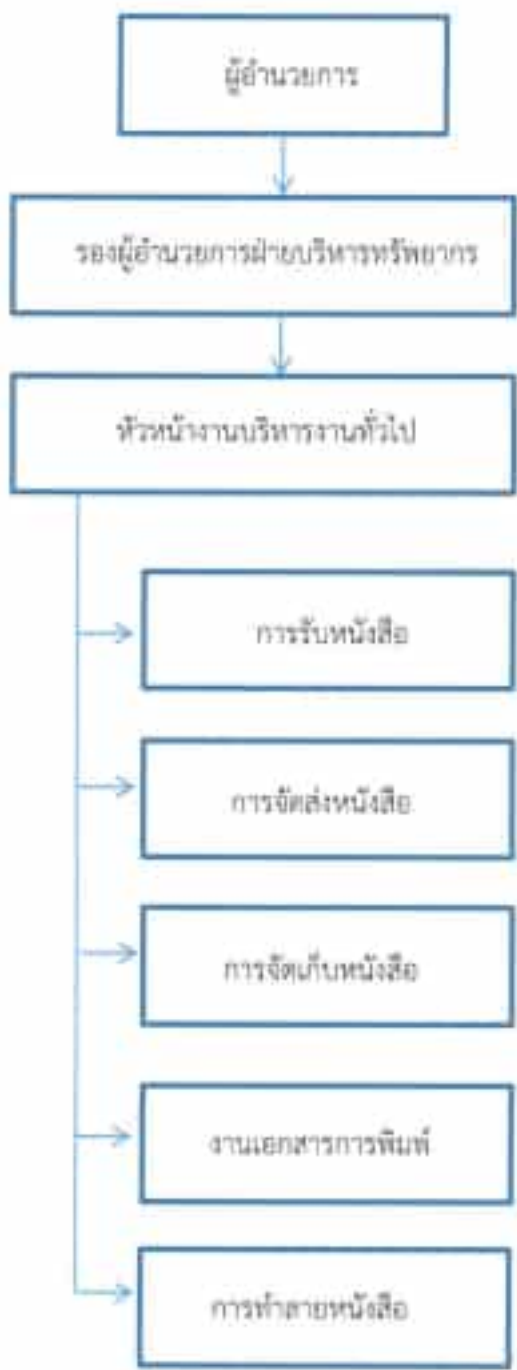 ผู้อำนวยการ
รองผู้อำนวยการฝ่ายบริหารทรัพยากร
หัวหน้างานบริหารงานทั่วไป
การรับหนังสือ
การจัดส่งหนังสือ
การจัดเก็บหนังสือ
งานเอกสารการพิมพ์
การทำลายหนังสือ